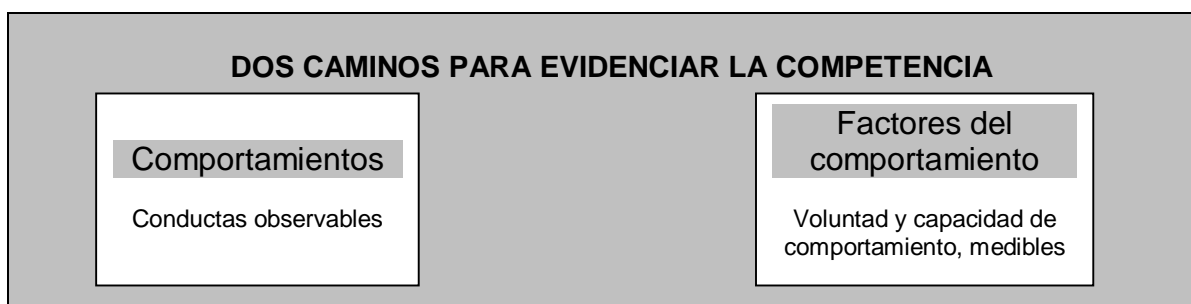 DOS CAMINOS PARA EVIDENCIAR LA COMPETENCIA
Comportamientos
Conductas observables
Factores del
comportamiento
Voluntad y capacidad de
comportamiento, medibles